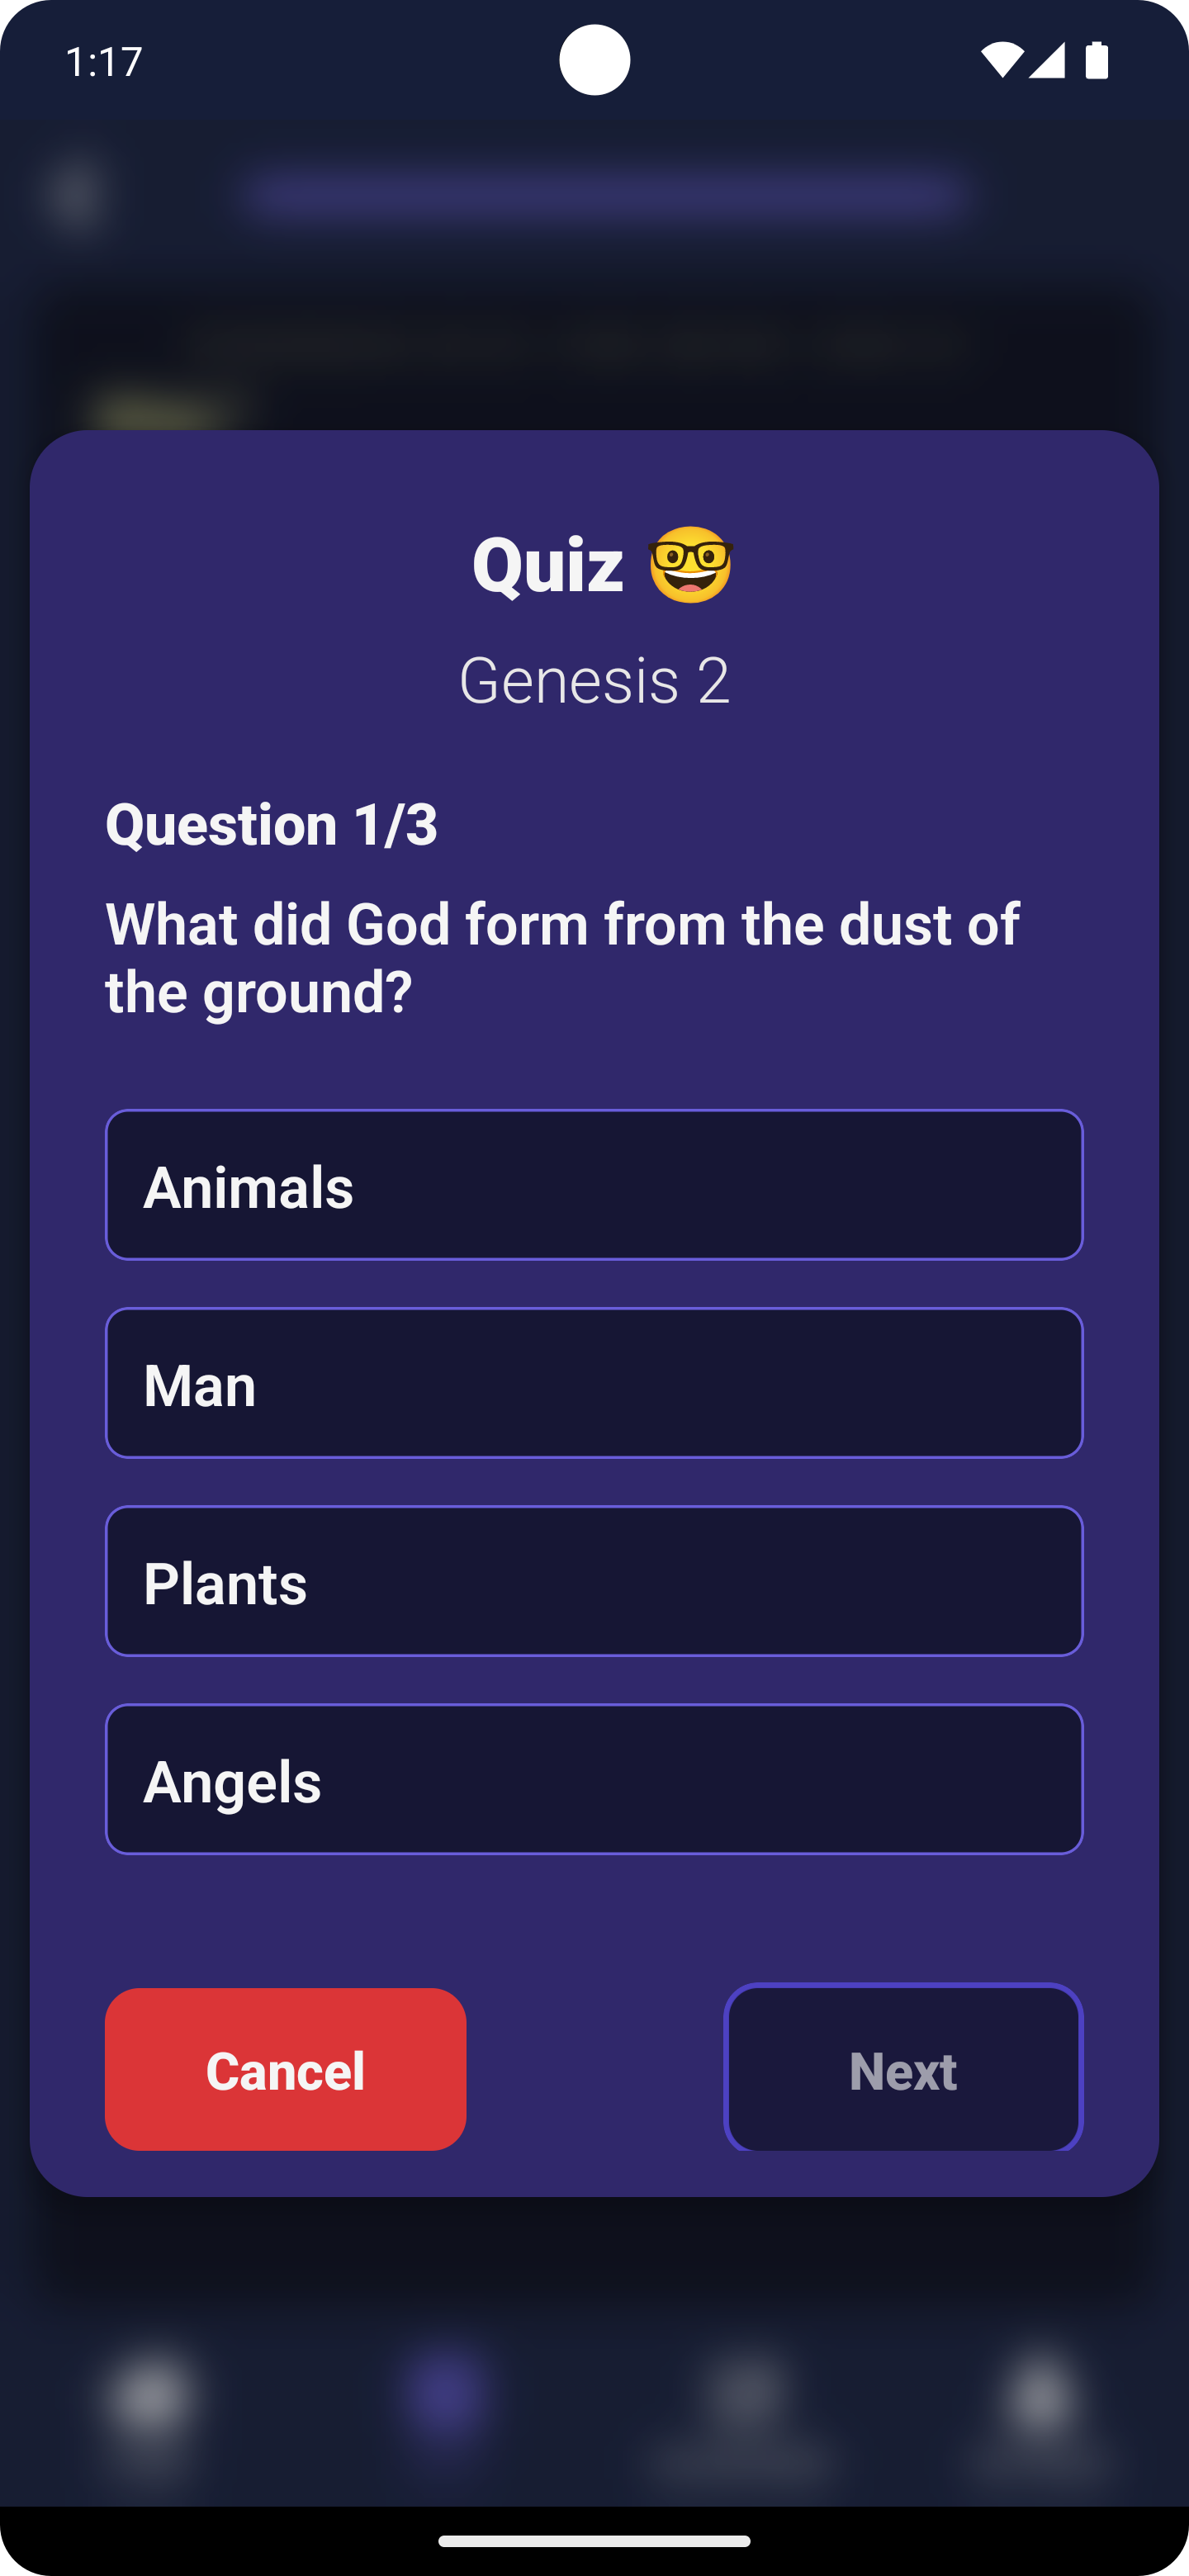 1:17
Quiz 🤓
Genesis 2
Question 1/3
What did God form from the dust of
the ground?
Animals
Man
Plants
Angels
Cancel
Next